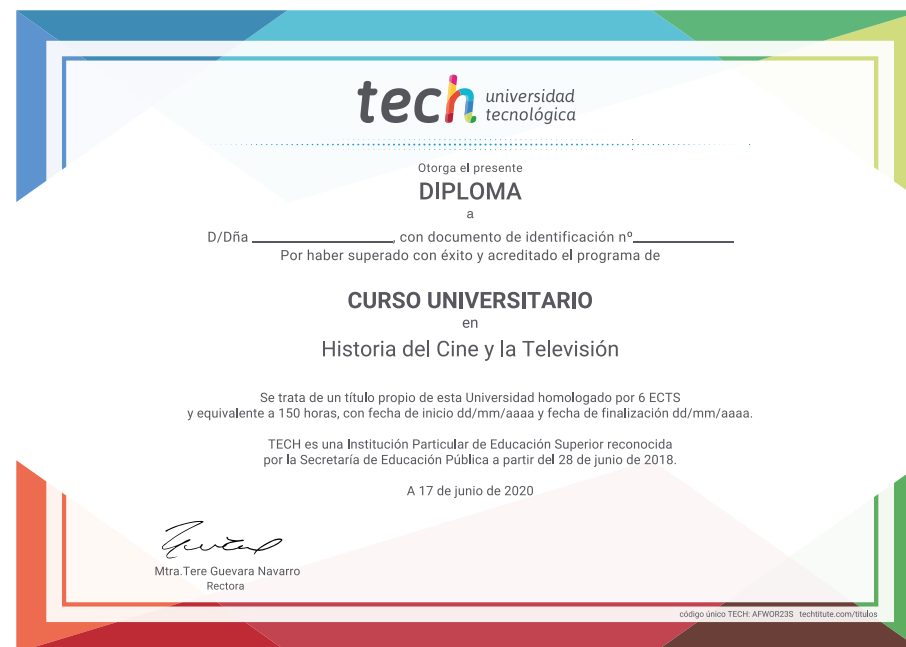 tech universidad
tecnológica
Otorga el presente
DIPLOMA
a
D/Dña ____________________, con documento de identificación nº______________
Por haber superado con éxito y acreditado el programa de
CURSO UNIVERSITARIO
en
Historia del Cine y la Televisión
Se trata de un título propio de esta Universidad homologado por 6 ECTS
y equivalente a 150 horas, con fecha de inicio dd/mm/aaaa y fecha de finalización dd/mm/aaaa.
TECH es una Institución Particular de Educación Superior reconocida
por la Secretaría de Educación Pública a partir del 28 de junio de 2018.
A 17 de junio de 2020
Mtra.Tere Guevara Navarro
Rectora
código único TECH: AFWOR23S techtitute.com/titulos